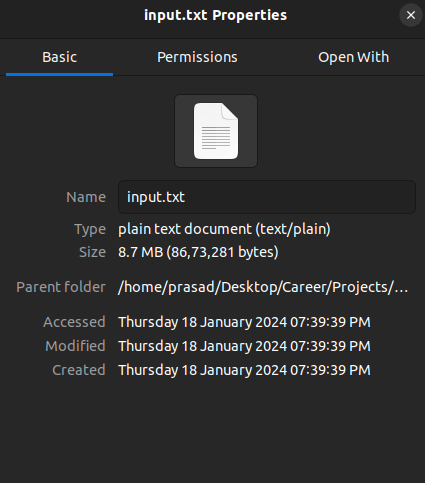 input.txt Properties
Basic Permissions Open With
Name input.txt
Type plain text document (text/plain)
Size 8.7 MB (86,73,281 bytes)
Parent folder /home/prasad/Desktop/Career/Projects/…
Accessed Thursday 18 January 2024 07:39:39 PM
Modified Thursday 18 January 2024 07:39:39 PM
Created Thursday 18 January 2024 07:39:39 PM